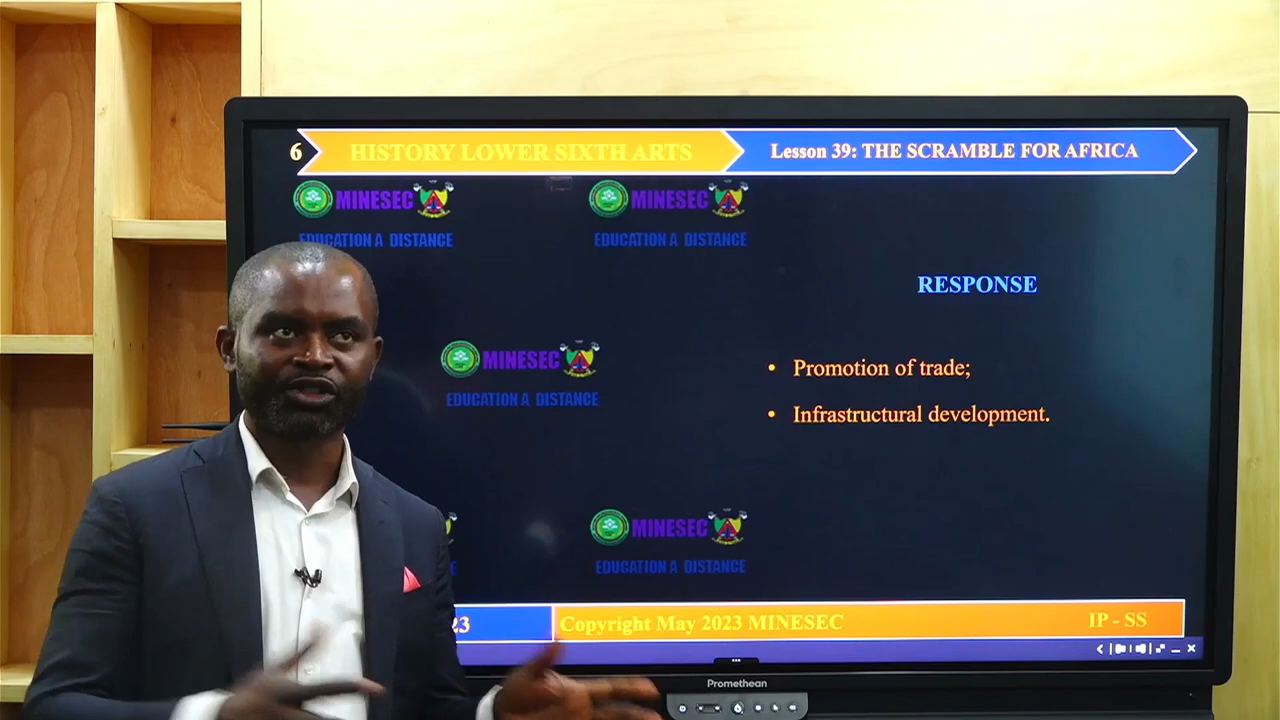 6 HISTORY LOWER SIXTH ARTS Lesson 39: THE SCRAMBLE FOR AFRICA
MINESEC MINESEC
EDUCATION A DISTANCE EDUCATION A DISTANCE
RESPONSE
MINESEC
EDUCATION A DISTANCE
• Promotion of trade;
• Infrastructural development.
MINESEC
EDUCATION A DISTANCE
23 Copyright May 2023 MINESEC IP - SS
Promethean